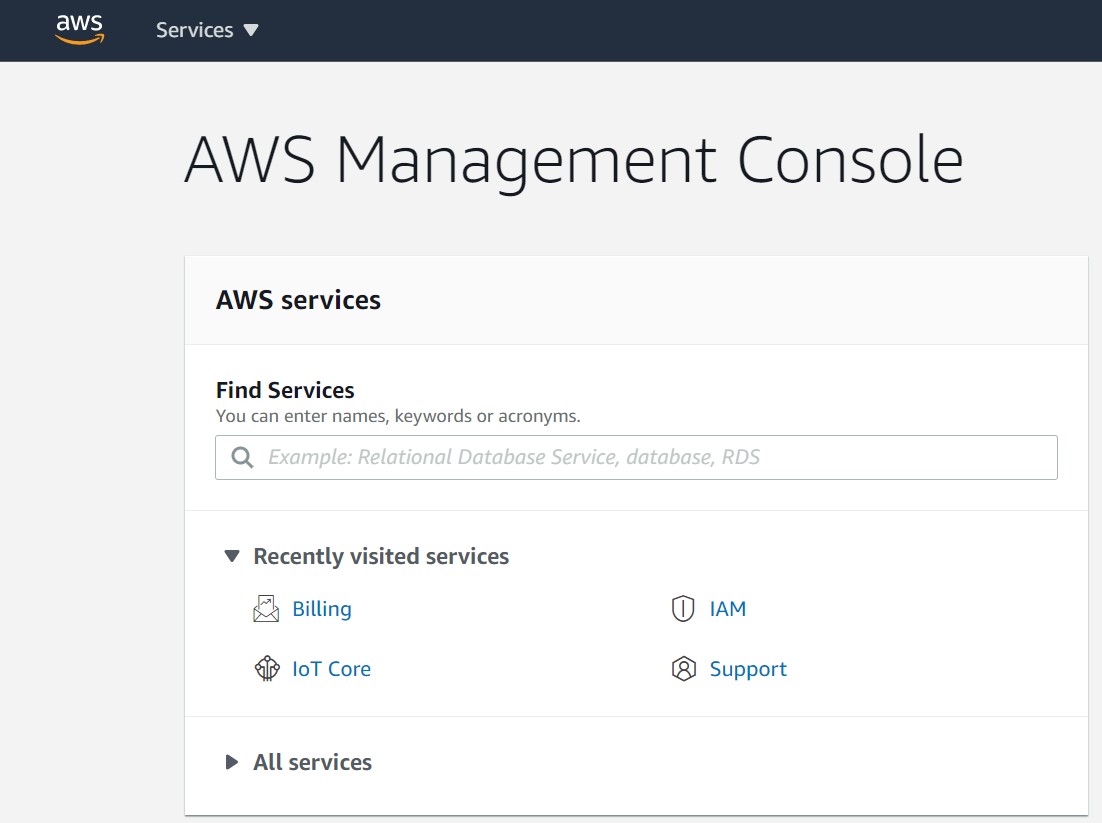 aws Services
AWS Management Console
AWS services
Find Services
You can enter names, keywords or acronyms.
Example: Relational Database Service, database, RDS
Recently visited services
Billing IAM
IoT Core Support
All services